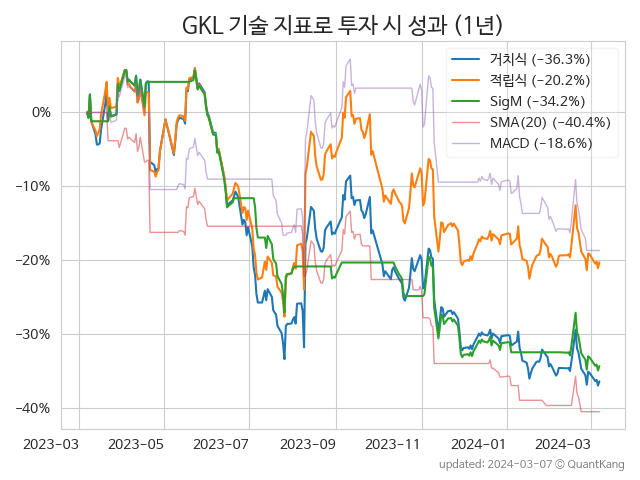 GKL 기술 지표로 투자 시 성과 (1년)
거치식 (−36.3%)
적립식 (−20.2%)
SigM (−34.2%)
SMA(20) (−40.4%)
MACD (−18.6%)
0%
−10%
−20%
−30%
−40%
2023-03
2023-05
2023-07
2023-09
2023-11
2024-01
2024-03
updated: 2024-03-07 © QuantKang